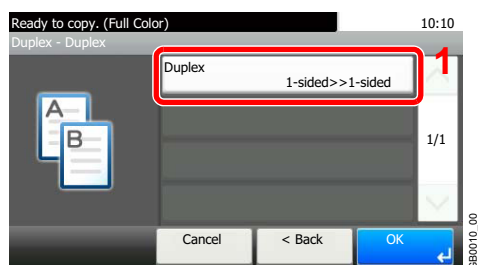 Ready to copy. (Full Color) 10:10
Duplex - Duplex
Duplex 1
1-sided>>1-sided
A
B
1/1
Cancel < Back OK
GB0010_00